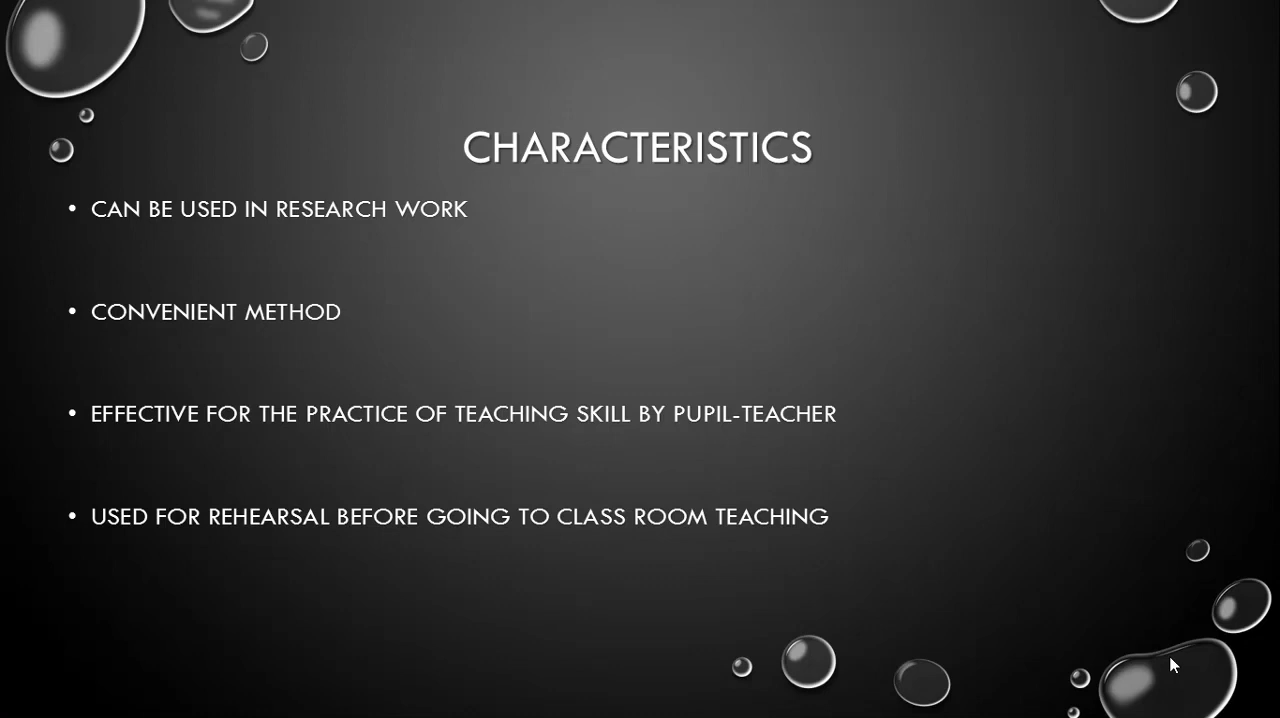 CHARACTERISTICS
• CAN BE USED IN RESEARCH WORK
• CONVENIENT METHOD
• EFFECTIVE FOR THE PRACTICE OF TEACHING SKILL BY PUPIL-TEACHER
• USED FOR REHEARSAL BEFORE GOING TO CLASS ROOM TEACHING